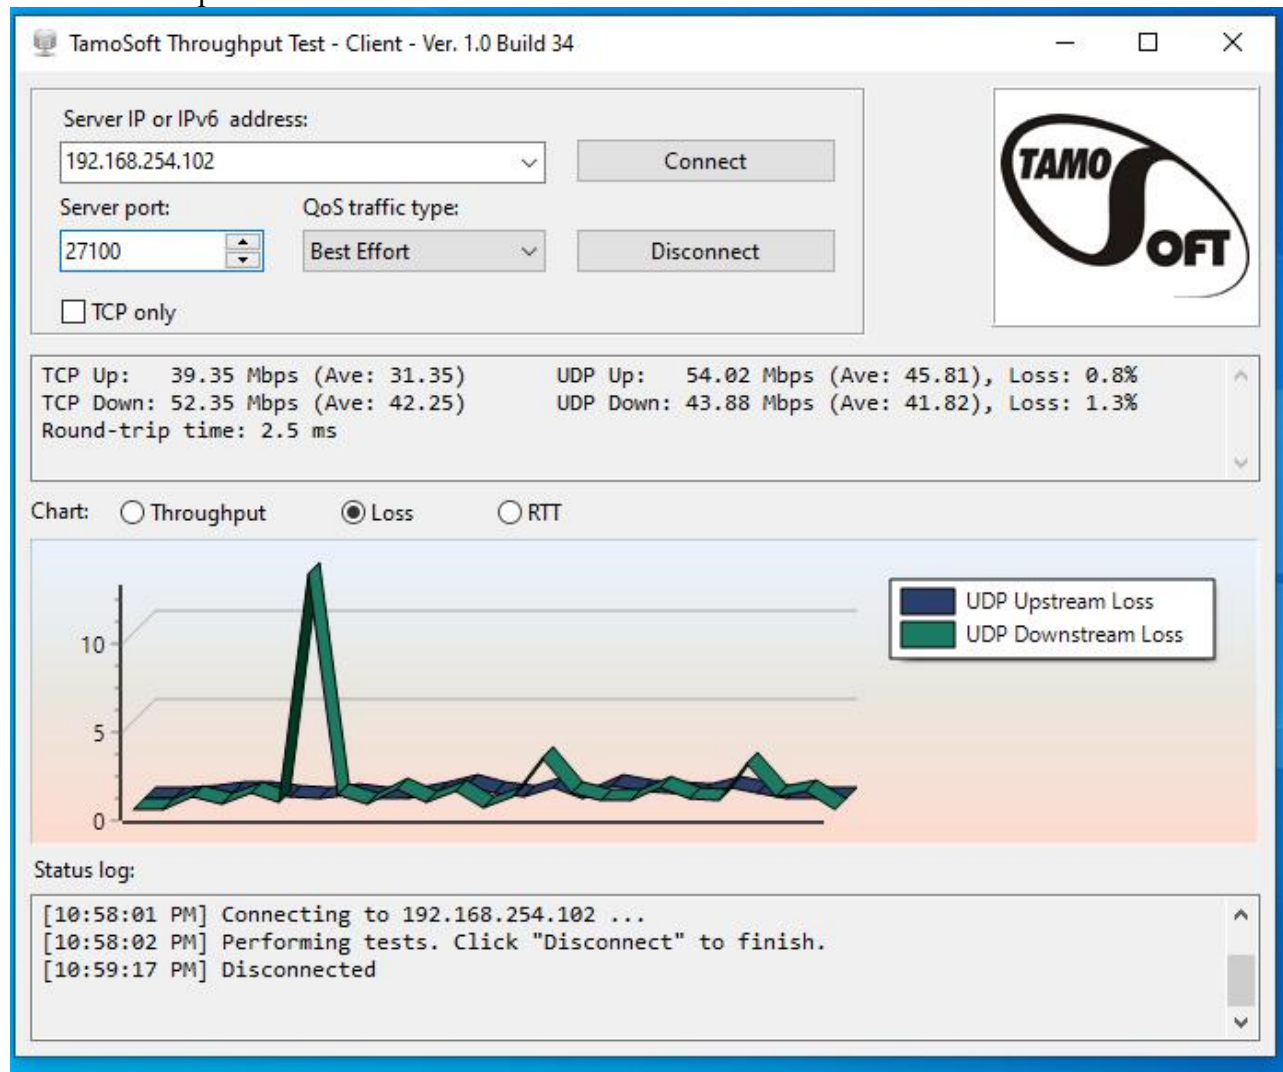 TamoSoft Throughput Test - Client - Ver. 1.0 Build 34
Server IP or IPv6 address:
192.168.254.102
Connect
Server port:
QoS traffic type:
27100
Best Effort
Disconnect
TCP only
TAMO
SOFT
TCP Up: 39.35 Mbps (Ave: 31.35) UDP Up: 54.02 Mbps (Ave: 45.81), Loss: 0.8%
TCP Down: 52.35 Mbps (Ave: 42.25) UDP Down: 43.88 Mbps (Ave: 41.82), Loss: 1.3%
Round-trip time: 2.5 ms
Chart: Throughput Loss RTT
10
5
0
UDP Upstream Loss
UDP Downstream Loss
Status log:
[10:58:01 PM] Connecting to 192.168.254.102 ...
[10:58:02 PM] Performing tests. Click "Disconnect" to finish.
[10:59:17 PM] Disconnected